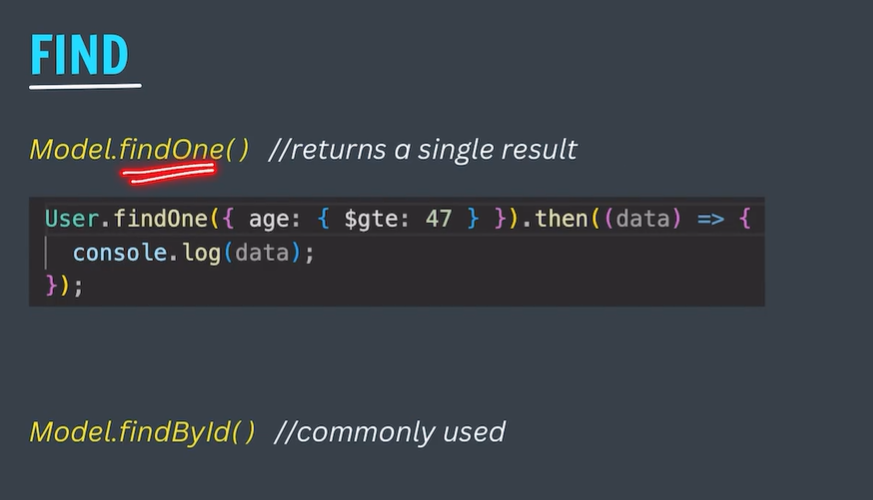 FIND
Model.findOne( ) //returns a single result
User.findOne({ age: { $gte: 47 } }).then((data) => {
  console.log(data);
});
Model.findById( ) //commonly used